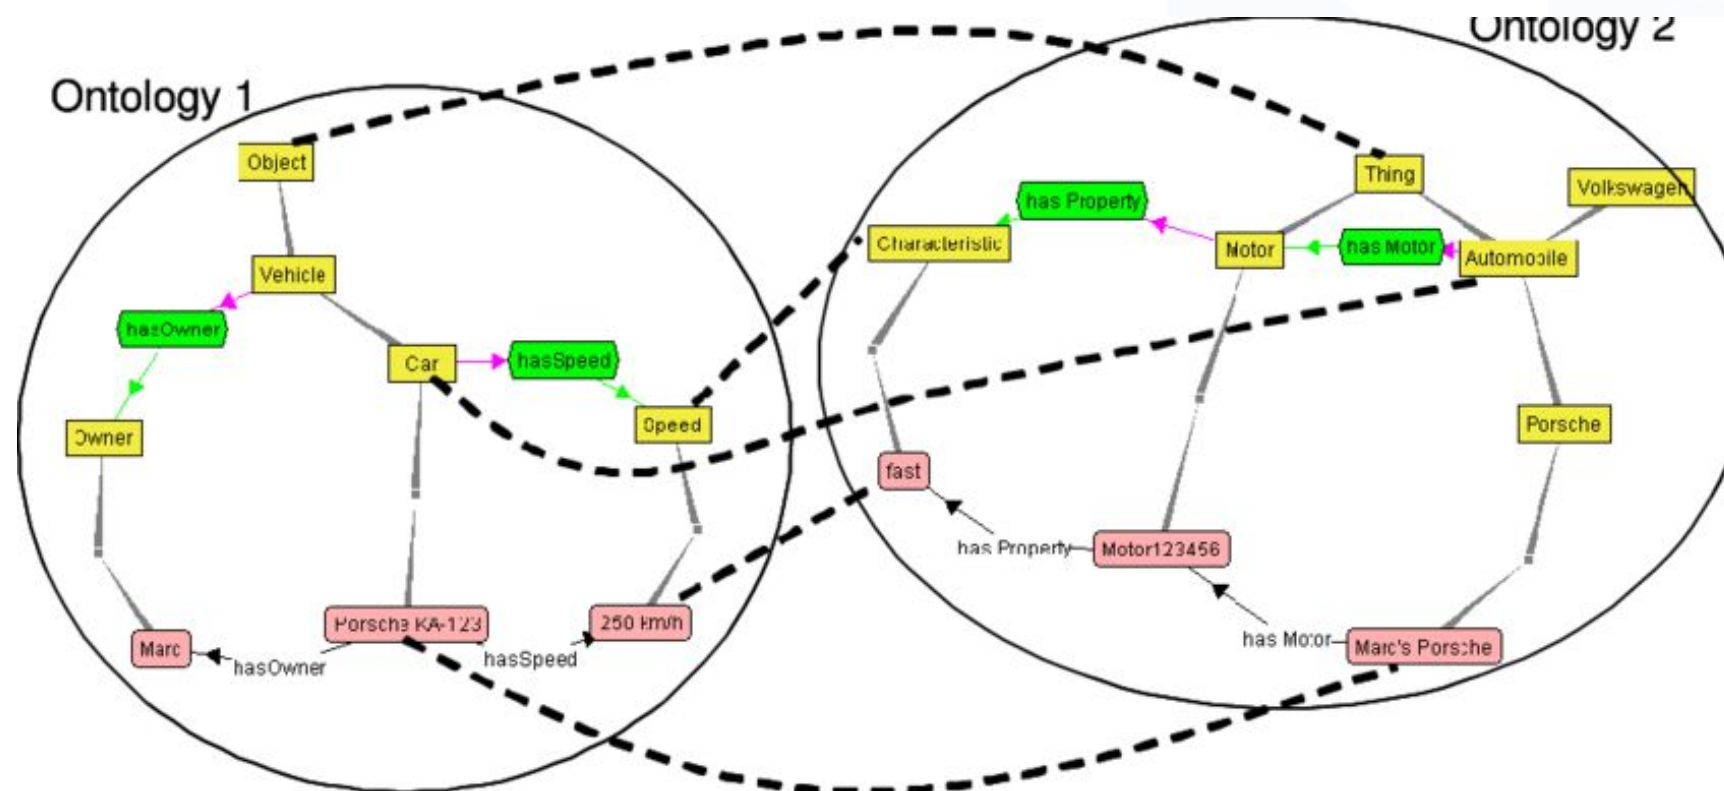 Ontology 2
Ontology 1
Object
Thing
Volkswagen
has Property
Characteristic
Motor
has Motor
Automobile
Vehicle
hasOwner
Car
hasSpeed
Owner
Speed
Porsche
fast
has Property
Motor123456
Marc
Porsche KA-123
250 km/h
hasOwner
hasSpeed
has Motor
Marc's Porsche